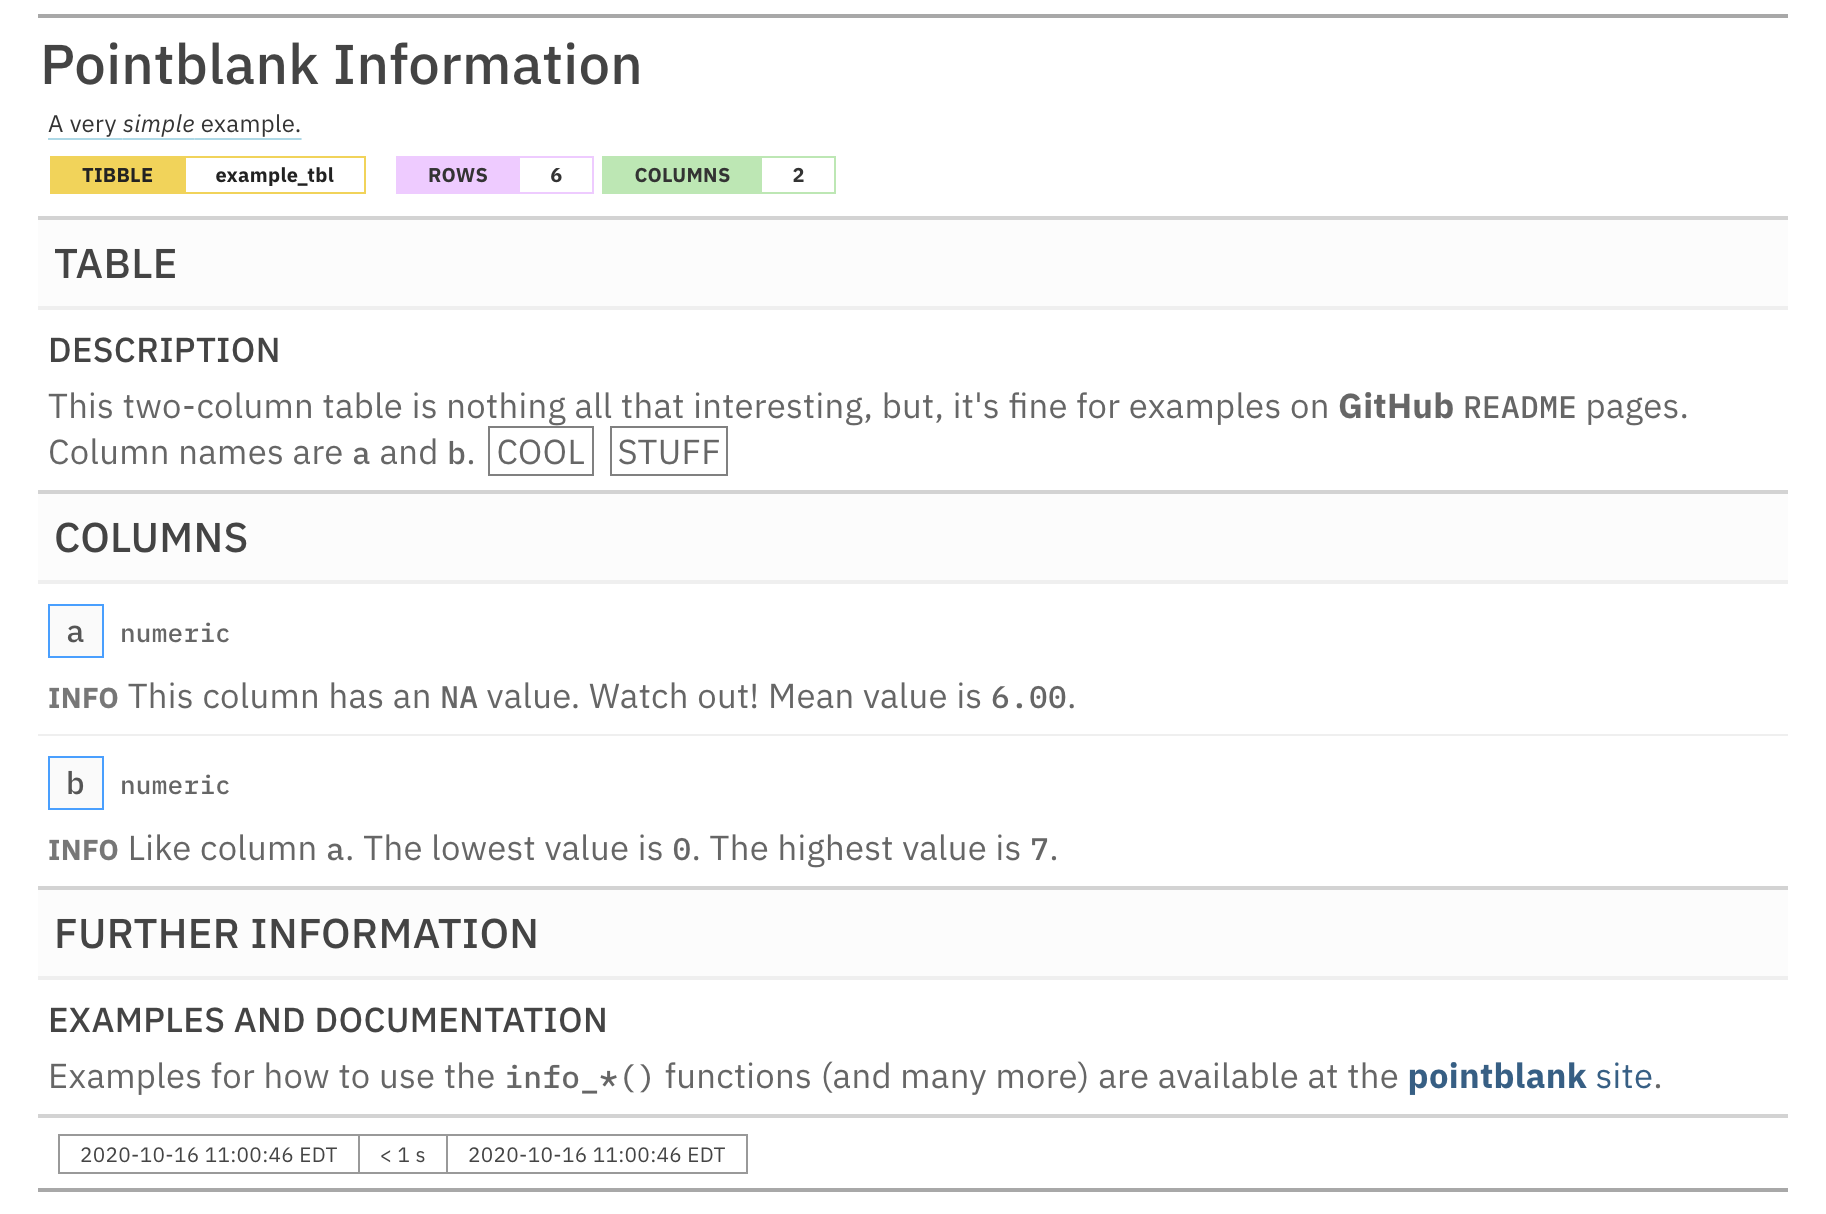 Pointblank Information
A very simple example.
TIBBLE example_tbl ROWS 6 COLUMNS 2
TABLE
DESCRIPTION
This two-column table is nothing all that interesting, but, it's fine for examples on GitHub README pages.
Column names are a and b. COOL STUFF
COLUMNS
a numeric
INFO This column has an NA value. Watch out! Mean value is 6.00.
b numeric
INFO Like column a. The lowest value is 0. The highest value is 7.
FURTHER INFORMATION
EXAMPLES AND DOCUMENTATION
Examples for how to use the info_*() functions (and many more) are available at the pointblank site.
2020-10-16 11:00:46 EDT < 1 s 2020-10-16 11:00:46 EDT